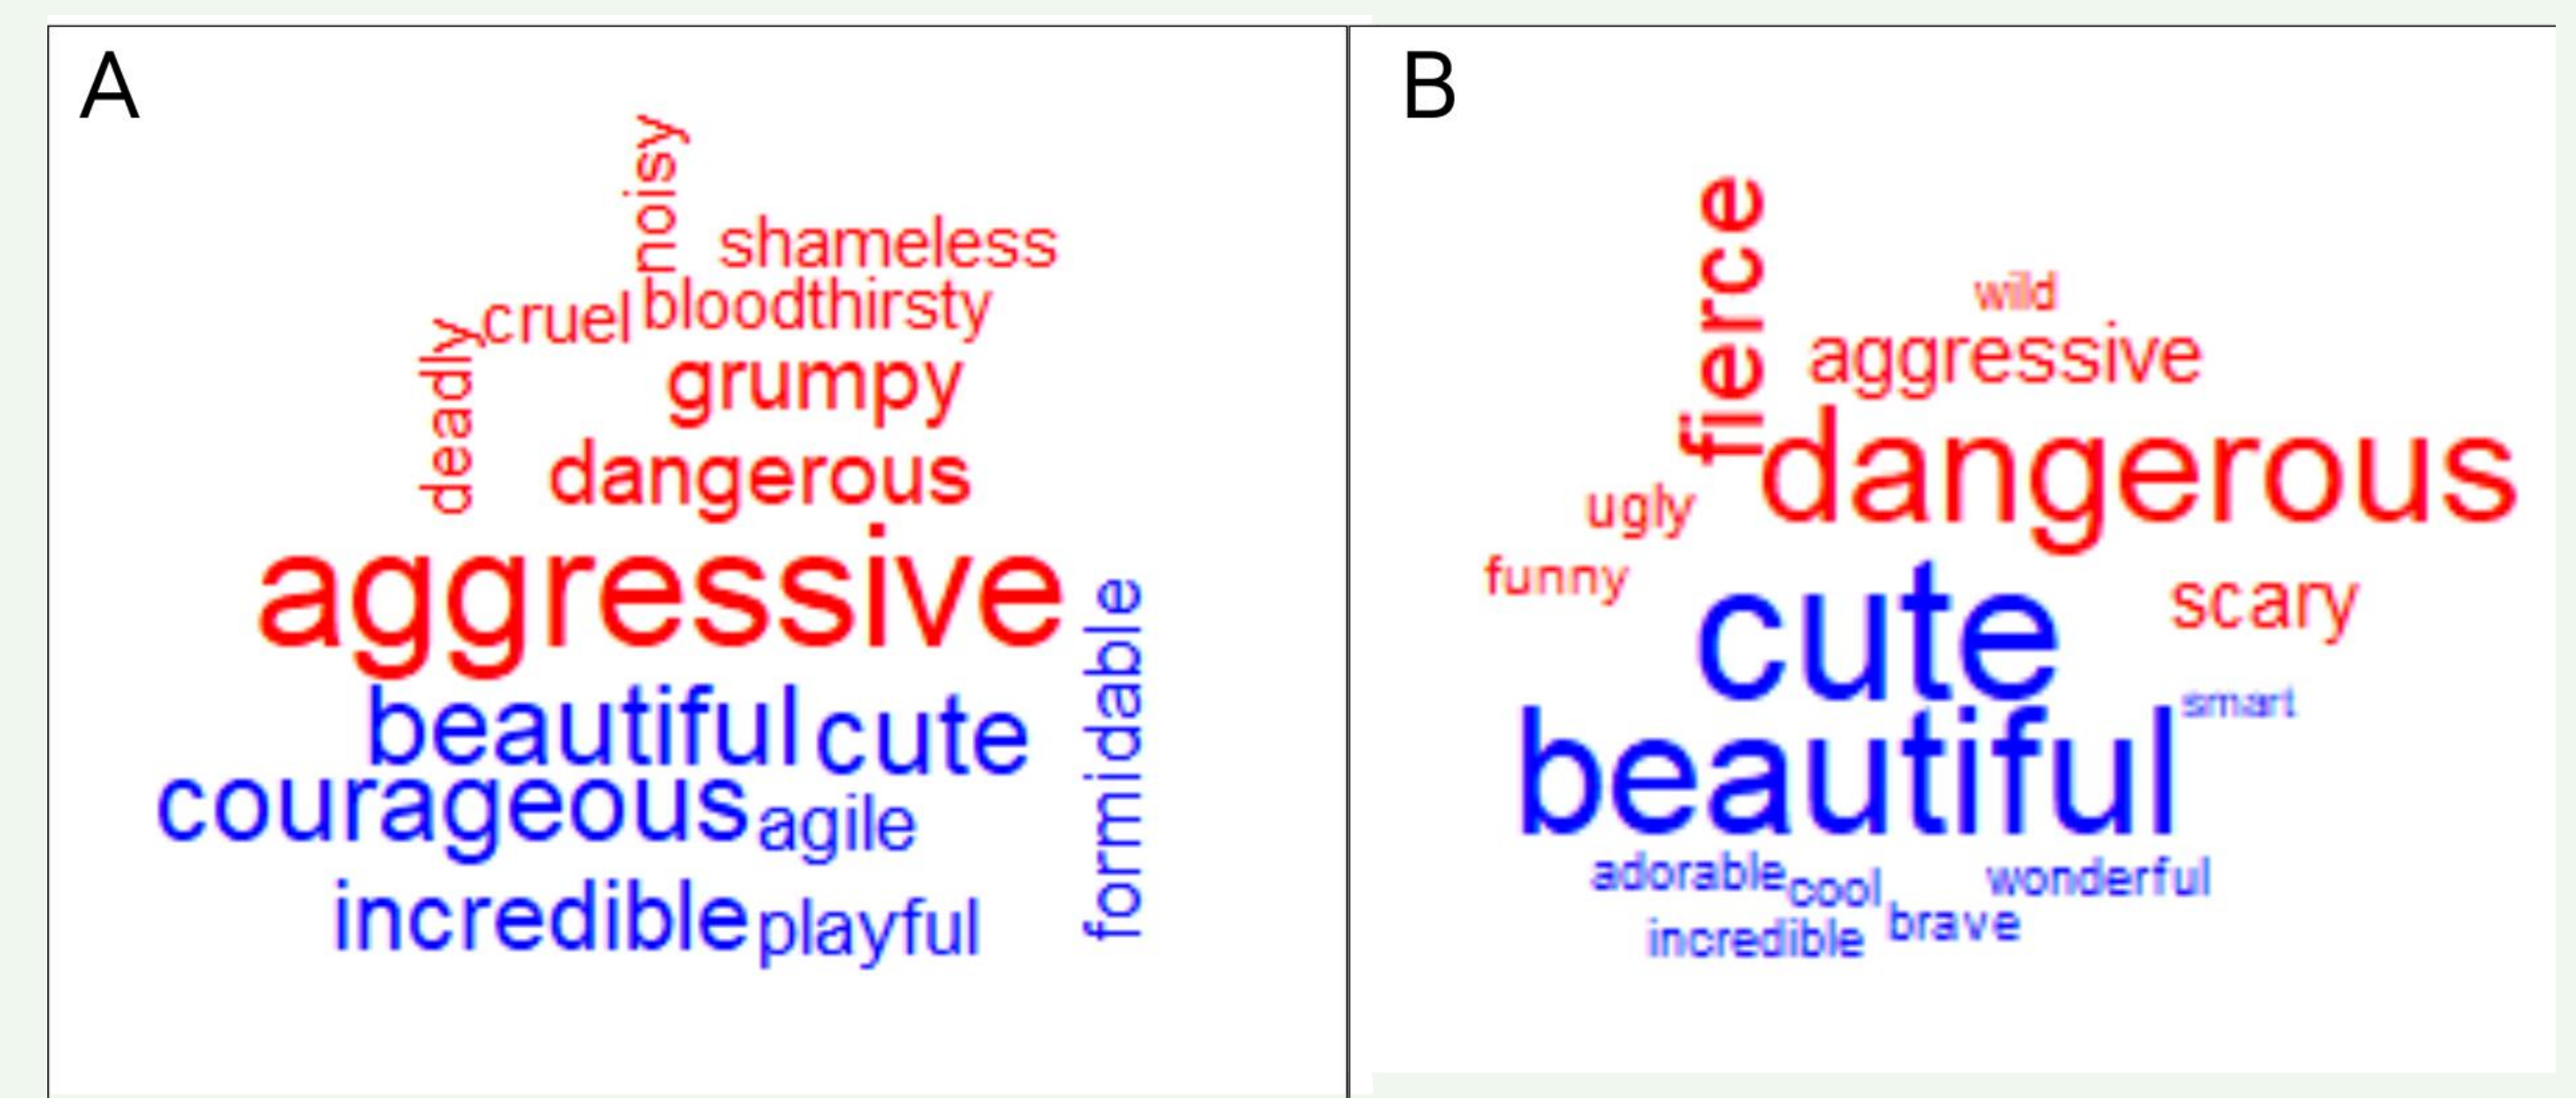 A
noisy
shameless
cruel bloodthirsty
deadly
grumpy
dangerous
aggressive
formidable
beautiful cute
courageous agile
incredible playful
B
fierce
wild
aggressive
dangerous
ugly
funny
cute
scary
smart
beautiful
adorable cool wonderful
incredible brave